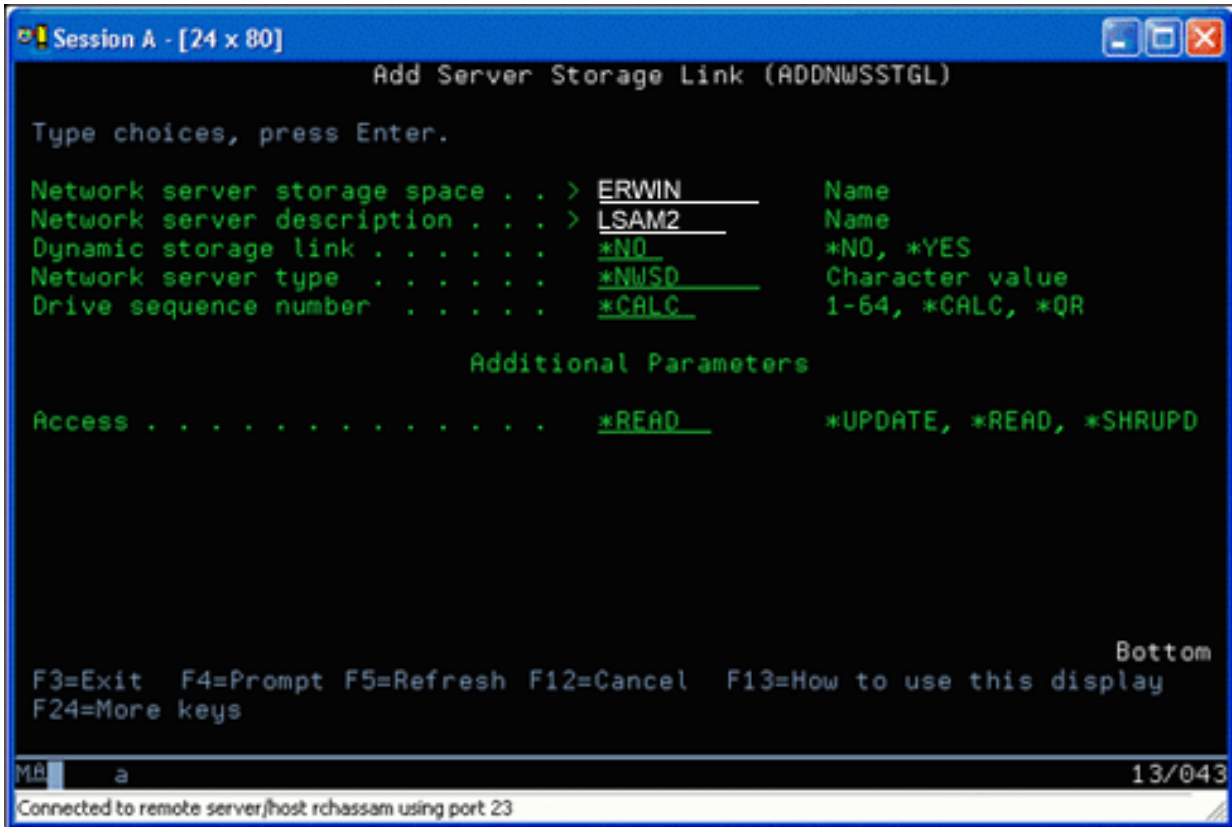 Session A - [24 x 80]
Add Server Storage Link (ADDNWSSTGL)
Type choices, press Enter.
Network server storage space . . > ERWIN Name
Network server description . . . > LSAM2 Name
Dynamic storage link . . . . . . *NO *NO, *YES
Network server type . . . . . . *NWSD Character value
Drive sequence number . . . . . *CALC 1-64, *CALC, *QR
Additional Parameters
Access . . . . . . . . . . . . . *READ *UPDATE, *READ, *SHRUPD
Bottom
F3=Exit F4=Prompt F5=Refresh F12=Cancel F13=How to use this display
F24=More keys
MA a 13/043
Connected to remote server/host rchassam using port 23